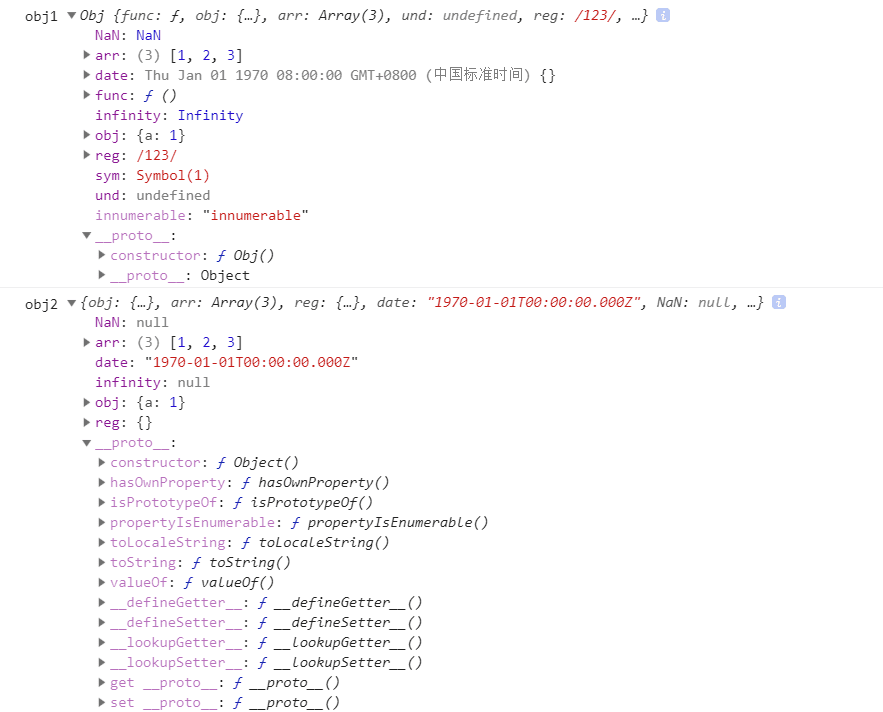 obj1 ▼Obj {func: ƒ, obj: {…}, arr: Array(3), und: undefined, reg: /123/, …} i
NaN: NaN
▶arr: (3) [1, 2, 3]
▶date: Thu Jan 01 1970 08:00:00 GMT+0800 (中国标准时间) {}
▶func: ƒ ()
infinity: Infinity
▶obj: {a: 1}
▶reg: /123/
sym: Symbol(1)
und: undefined
innumerable: "innumerable"
▼__proto__:
▶constructor: ƒ Obj()
▶__proto__: Object
obj2 ▼{obj: {…}, arr: Array(3), reg: {…}, date: "1970-01-01T00:00:00.000Z", NaN: null, …} i
NaN: null
▶arr: (3) [1, 2, 3]
date: "1970-01-01T00:00:00.000Z"
infinity: null
▶obj: {a: 1}
▶reg: {}
▼__proto__:
▶constructor: ƒ Object()
▶hasOwnProperty: ƒ hasOwnProperty()
▶isPrototypeOf: ƒ isPrototypeOf()
▶propertyIsEnumerable: ƒ propertyIsEnumerable()
▶toLocaleString: ƒ toLocaleString()
▶toString: ƒ toString()
▶valueOf: ƒ valueOf()
▶__defineGetter__: ƒ __defineGetter__()
▶__defineSetter__: ƒ __defineSetter__()
▶__lookupGetter__: ƒ __lookupGetter__()
▶__lookupSetter__: ƒ __lookupSetter__()
▶get __proto__: ƒ __proto__()
▶set __proto__: ƒ __proto__()